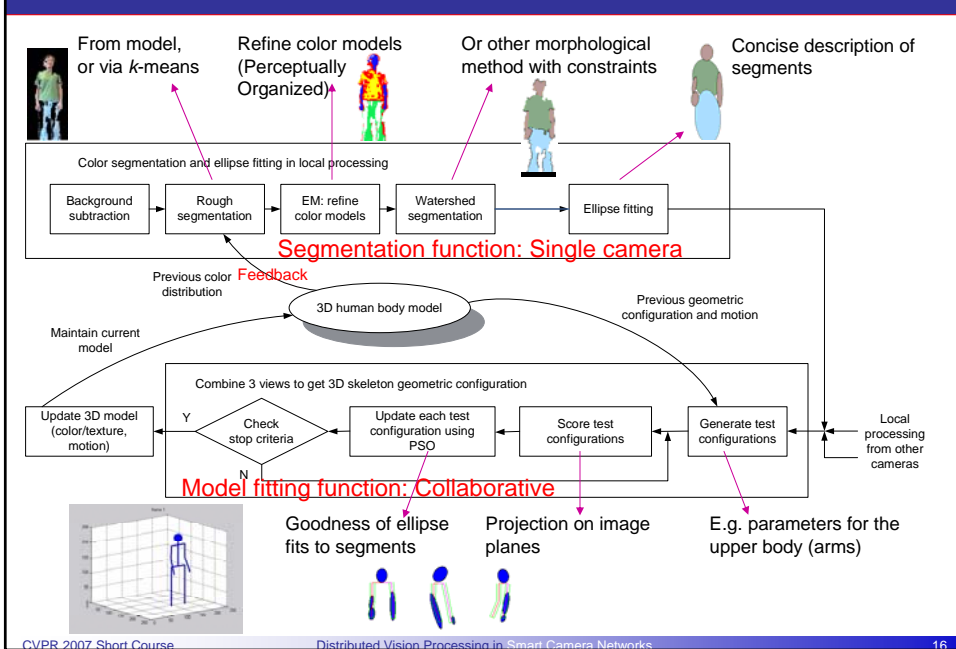 From model,
or via k-means
Refine color models
(Perceptually
Organized)
Or other morphological
method with constraints
Concise description of
segments
Color segmentation and ellipse fitting in local processing
Background
subtraction
Rough
segmentation
EM: refine
color models
Watershed
segmentation
Ellipse fitting
Segmentation function: Single camera
Previous color
distribution
Feedback
3D human body model
Previous geometric
configuration and motion
Maintain current
model
Combine 3 views to get 3D skeleton geometric configuration
Update 3D model
(color/texture,
motion)
Y
Check
stop criteria
N
Update each test
configuration using
PSO
Score test
configurations
Generate test
configurations
Local
processing
from other
cameras
Model fitting function: Collaborative
Goodness of ellipse
fits to segments
Projection on image
planes
E.g. parameters for the
upper body (arms)
CVPR 2007 Short Course
Distributed Vision Processing in Smart Camera Networks
16